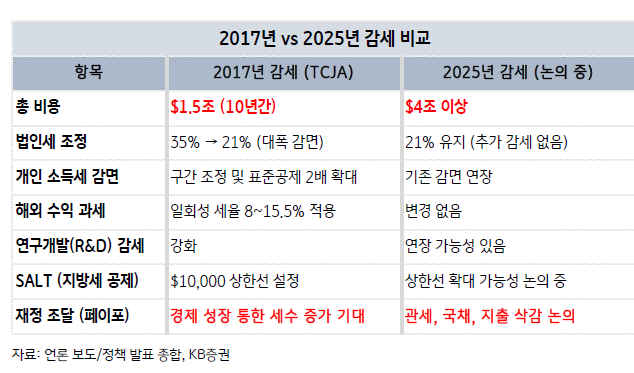 2017년 vs 2025년 감세 비교
항목 2017년 감세 (TCJA) 2025년 감세 (논의 중)
총 비용 $1.5조 (10년간) $4조 이상
법인세 조정 35% → 21% (대폭 감면) 21% 유지 (추가 감세 없음)
개인 소득세 감면 구간 조정 및 표준공제 2배 확대 기존 감면 연장
해외 수익 과세 일회성 세율 8~15.5% 적용 변경 없음
연구개발(R&D) 감세 강화 연장 가능성 있음
SALT (지방세 공제) $10,000 상한선 설정 상한선 확대 가능성 논의 중
재정 조달 (페이포) 경제 성장 통한 세수 증가 기대 관세, 국채, 지출 삭감 논의
자료: 언론 보도/정책 발표 종합, KB증권